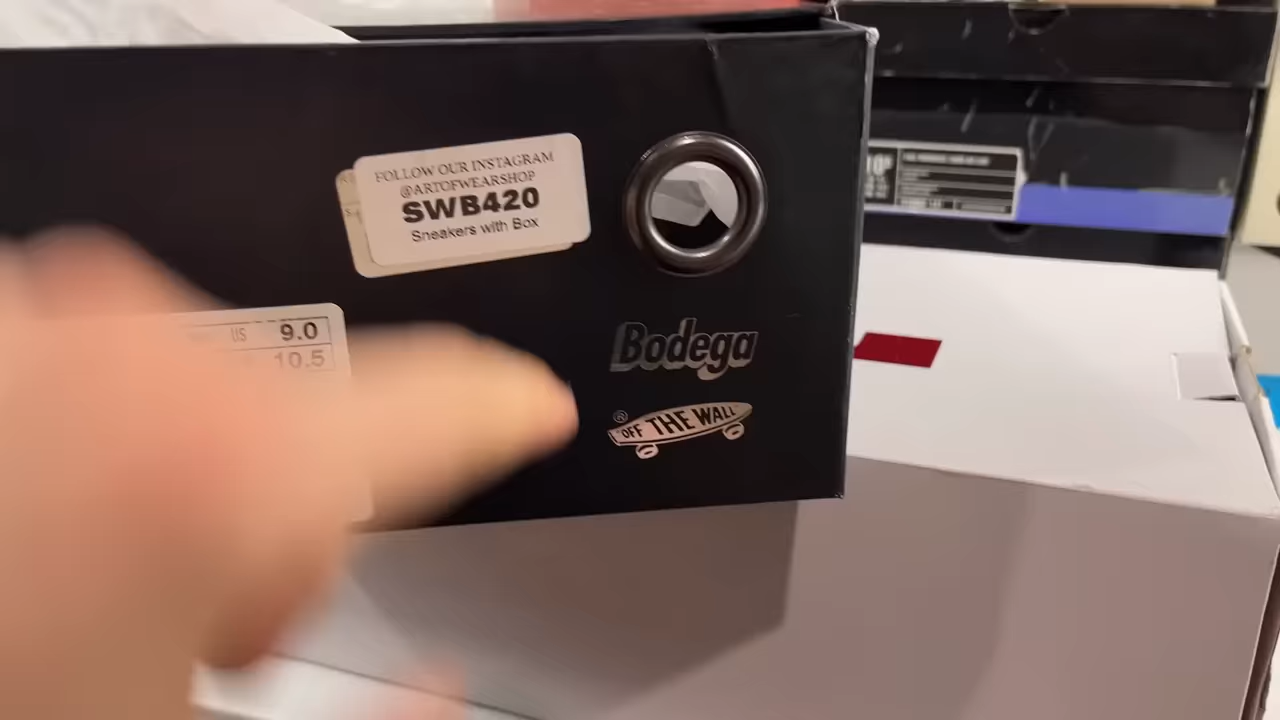 FOLLOW OUR INSTAGRAM
@ARTOFWEARSHOP
SWB420
Sneakers with Box
US 9.0
10.5
Bodega
® "OFF THE WALL"